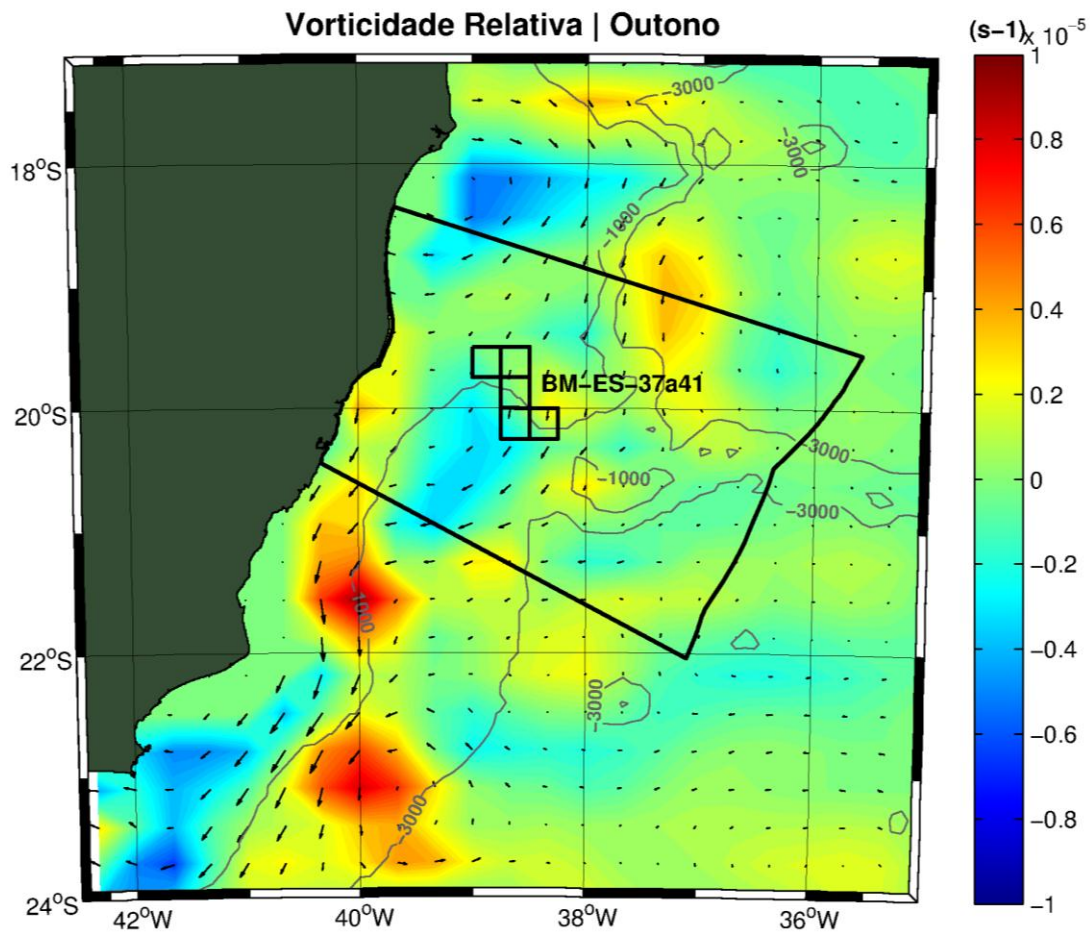 Vorticidade Relativa | Outono
(s−1)
x 10⁻⁵
1
0.8
0.6
0.4
0.2
0
−0.2
−0.4
−0.6
−0.8
−1
18°S
20°S
22°S
24°S
42°W
40°W
38°W
36°W
−3000
−3000
−1000
BM−ES−37a41
−3000
−1000
−3000
−1000
−3000
−3000